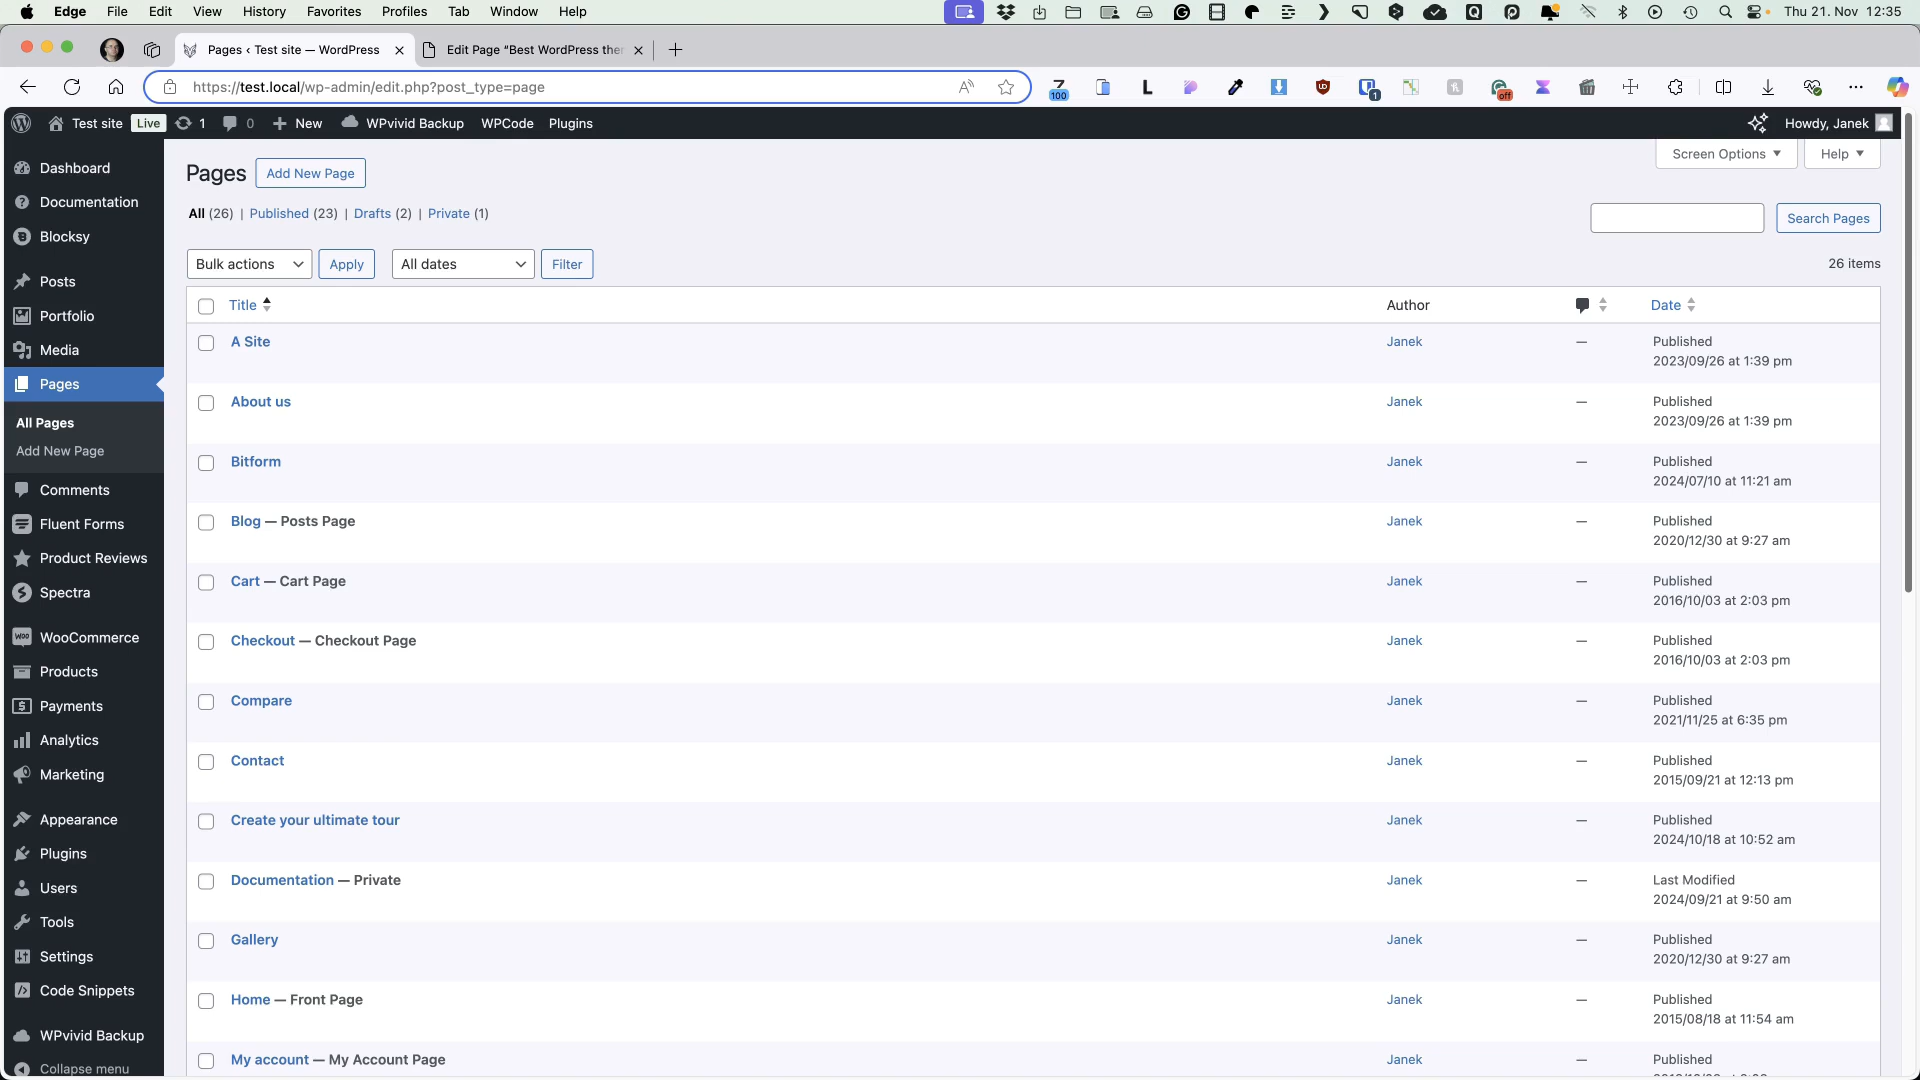 Edge File Edit View History Favorites Profiles Tab Window Help Thu 21. Nov 12:35
Pages ‹ Test site — WordPress Edit Page “Best WordPress the
https://test.local/wp-admin/edit.php?post_type=page
Test site Live 1 0 New WPvivid Backup WPCode Plugins Howdy, Janek
Dashboard
Documentation
Blocksy
Posts
Portfolio
Media
Pages
All Pages
Add New Page
Comments
Fluent Forms
Product Reviews
Spectra
WooCommerce
Products
Payments
Analytics
Marketing
Appearance
Plugins
Users
Tools
Settings
Code Snippets
WPvivid Backup
Collapse menu
Screen Options Help
Pages Add New Page
All (26) | Published (23) | Drafts (2) | Private (1)
Search Pages
Bulk actions Apply All dates Filter 26 items
Title Author Date
A Site Janek — Published
2023/09/26 at 1:39 pm
About us Janek — Published
2023/09/26 at 1:39 pm
Bitform Janek — Published
2024/07/10 at 11:21 am
Blog — Posts Page Janek — Published
2020/12/30 at 9:27 am
Cart — Cart Page Janek — Published
2016/10/03 at 2:03 pm
Checkout — Checkout Page Janek — Published
2016/10/03 at 2:03 pm
Compare Janek — Published
2021/11/25 at 6:35 pm
Contact Janek — Published
2015/09/21 at 12:13 pm
Create your ultimate tour Janek — Published
2024/10/18 at 10:52 am
Documentation — Private Janek — Last Modified
2024/09/21 at 9:50 am
Gallery Janek — Published
2020/12/30 at 9:27 am
Home — Front Page Janek — Published
2015/08/18 at 11:54 am
My account — My Account Page Janek — Published